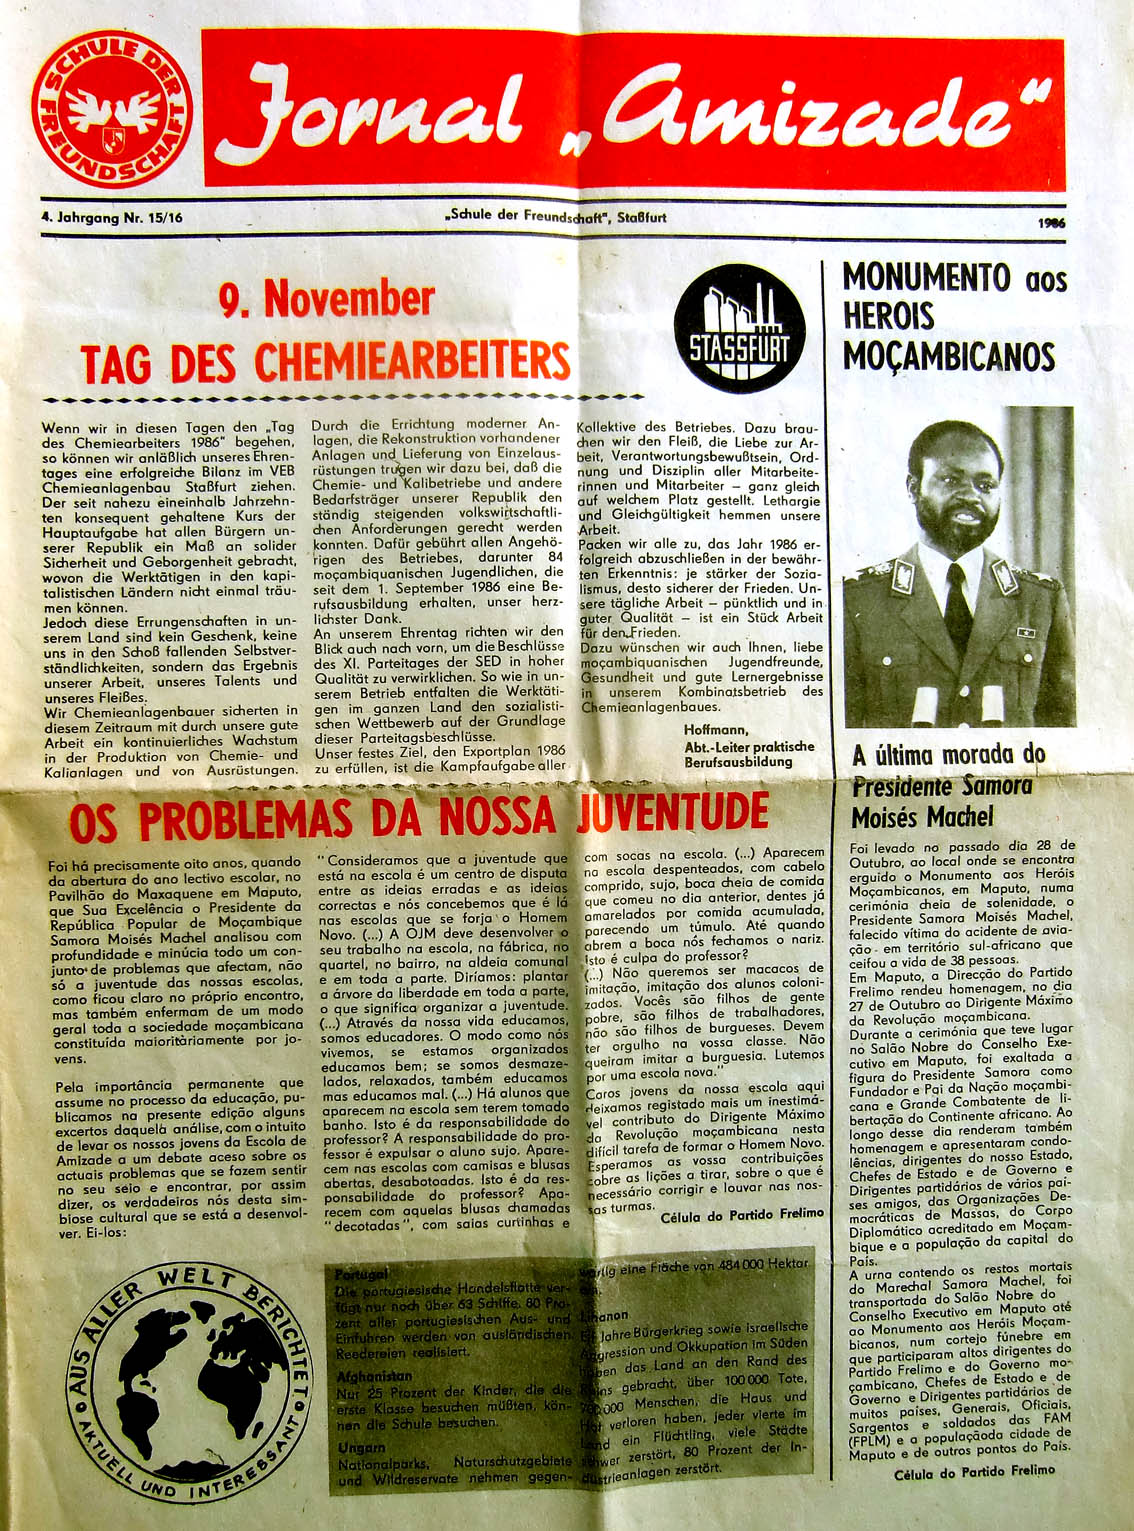 SCHULE DER FREUNDSCHAFT
Jornal „Amizade“
4. Jahrgang Nr. 15/16
„Schule der Freundschaft“, Staßfurt
1986
9. November
TAG DES CHEMIEARBEITERS
STASSFURT
Wenn wir in diesen Tagen den „Tag
des Chemiearbeiters 1986“ begehen,
so können wir anläßlich unseres Ehren-
tages eine erfolgreiche Bilanz im VEB
Chemieanlagenbau Staßfurt ziehen.
Der seit nahezu eineinhalb Jahrzehn-
ten konsequent gehaltene Kurs der
Hauptaufgabe hat allen Bürgern un-
serer Republik ein Maß an solider
Sicherheit und Geborgenheit gebracht,
wovon die Werktätigen in den kapi-
talistischen Ländern nicht einmal träu-
men können.
Jedoch diese Errungenschaften in un-
serem Land sind kein Geschenk, keine
uns in den Schoß fallenden Selbstver-
ständlichkeiten, sondern das Ergebnis
unserer Arbeit, unseres Talents und
unseres Fleißes.
Wir Chemieanlagenbauer sicherten in
diesem Zeitraum mit durch unsere gute
Arbeit ein kontinuierliches Wachstum
in der Produktion von Chemie- und
Kalianlagen und von Ausrüstungen.
Durch die Errichtung moderner An-
lagen, die Rekonstruktion vorhandener
Anlagen und Lieferung von Einzelaus-
rüstungen trugen wir dazu bei, daß die
Chemie- und Kalibetriebe und andere
Bedarfsträger unserer Republik den
ständig steigenden volkswirtschaftli-
chen Anforderungen gerecht werden
konnten. Dafür gebührt allen Angehö-
rigen des Betriebes, darunter 84
moçambiquanischen Jugendlichen, die
seit dem 1. September 1986 eine Be-
rufsausbildung erhalten, unser herz-
lichster Dank.
An unserem Ehrentag richten wir den
Blick auch nach vorn, um die Beschlüsse
des XI. Parteitages der SED in hoher
Qualität zu verwirklichen. So wie in un-
serem Betrieb entfalten die Werktäti-
gen im ganzen Land den sozialisti-
schen Wettbewerb auf der Grundlage
dieser Parteitagsbeschlüsse.
Unser festes Ziel, den Exportplan 1986
zu erfüllen, ist die Kampfaufgabe aller
Kollektive des Betriebes. Dazu brau-
chen wir den Fleiß, die Liebe zur Ar-
beit, Verantwortungsbewußtsein, Ord-
nung und Disziplin aller Mitarbeite-
rinnen und Mitarbeiter – ganz gleich
auf welchem Platz gestellt. Lethargie
und Gleichgültigkeit hemmen unsere
Arbeit.
Packen wir alle zu, das Jahr 1986 er-
folgreich abzuschließen in der bewähr-
ten Erkenntnis: je stärker der Sozia-
lismus, desto sicherer der Frieden. Un-
sere tägliche Arbeit – pünktlich und in
guter Qualität – ist ein Stück Arbeit
für den Frieden.
Dazu wünschen wir auch Ihnen, liebe
moçambiquanischen Jugendfreunde,
Gesundheit und gute Lernergebnisse
in unserem Kombinatsbetrieb des
Chemieanlagenbaues.
Hoffmann,
Abt.-Leiter praktische
Berufsausbildung
MONUMENTO aos
HEROIS
MOÇAMBICANOS
A última morada do
Presidente Samora
Moisés Machel
Foi levado no passado dia 28 de
Outubro, ao local onde se encontra
erguido o Monumento aos Heróis
Moçambicanos, em Maputo, numa
cerimónia cheia de solenidade, o
Presidente Samora Moisés Machel,
falecido vítima do acidente de avia-
ção em território sul-africano que
ceifou a vida de 38 pessoas.
Em Maputo, a Direcção do Partido
Frelimo rendeu homenagem, no dia
27 de Outubro ao Dirigente Máximo
da Revolução moçambicana.
Durante a cerimónia que teve lugar
no Salão Nobre do Conselho Exe-
cutivo em Maputo, foi exaltada a
figura do Presidente Samora como
Fundador e Pai da Nação moçambi-
cana e Grande Combatente de li-
bertação do Continente africano. Ao
longo desse dia renderam também
homenagem e apresentaram condo-
lências, dirigentes do nosso Estado,
Chefes de Estado e de Governo e
Dirigentes partidários de vários paí-
ses amigos, das Organizações De-
mocráticas de Massas, do Corpo
Diplomático acreditado em Moçam-
bique e a população da capital do
País.
A urna contendo os restos mortais
do Marechal Samora Machel, foi
transportada do Salão Nobre do
Conselho Executivo em Maputo até
ao Monumento aos Heróis Moçam-
bicanos, num cortejo fúnebre em
que participaram altos dirigentes do
Partido Frelimo e do Governo mo-
çambicano, Chefes de Estado e de
Governo e Dirigentes partidários de
muitos países, Generais, Oficiais,
Sargentos e soldados das FAM
(FPLM) e a populaçãoda cidade de
Maputo e de outros pontos do País.
Célula do Partido Frelimo
OS PROBLEMAS DA NOSSA JUVENTUDE
Foi há precisamente oito anos, quando
da abertura do ano lectivo escolar, no
Pavilhão do Maxaquene em Maputo,
que Sua Excelência o Presidente da
República Popular de Moçambique
Samora Moisés Machel analisou com
profundidade e minúcia todo um con-
junto de problemas que afectam, não
só a juventude das nossas escolas,
como ficou claro no próprio encontro,
mas também enfermam de um modo
geral toda a sociedade moçambicana
constituída maioritàriamente por jo-
vens.
Pela importância permanente que
assume no processo da educação, pu-
blicamos na presente edição alguns
excertos daquela análise, com o intuito
de levar os nossos jovens da Escola de
Amizade a um debate aceso sobre os
actuais problemas que se fazem sentir
no seu seio e encontrar, por assim
dizer, os verdadeiros nós desta sim-
biose cultural que se está a desenvol-
ver. Ei-los:
"Consideramos que a juventude que
está na escola é um centro de disputa
entre as ideias erradas e as ideias
correctas e nós concebemos que é lá
nas escolas que se forja o Homem
Novo. (...) A OJM deve desenvolver o
seu trabalho na escola, na fábrica, no
quartel, no bairro, na aldeia comunal
e em toda a parte. Diríamos: plantar
a árvore da liberdade em toda a parte,
o que significa organizar a juventude.
(...) Através da nossa vida educamos,
somos educadores. O modo como nós
vivemos, se estamos organizados
educamos bem; se somos desmaze-
lados, relaxados, também educamos
mas educamos mal. (...) Há alunos que
aparecem na escola sem terem tomado
banho. Isto é da responsabilidade do
professor? A responsabilidade do pro-
fessor é expulsar o aluno sujo. Apare-
cem nas escolas com camisas e blusas
abertas, desabotoadas. Isto é da res-
ponsabilidade do professor? Apa-
recem com aquelas blusas chamadas
"decotadas", com saias curtinhas e
com socas na escola. (...) Aparecem
na escola despenteados, com cabelo
comprido, sujo, boca cheia de comida
que comeu no dia anterior, dentes já
amarelados por comida acumulada,
parecendo um túmulo. Até quando
abrem a boca nós fechamos o nariz.
Isto é culpa do professor?
(...) Não queremos ser macacos de
imitação, imitação dos alunos coloni-
zados. Vocês são filhos de gente
pobre, são filhos de trabalhadores,
não são filhos de burgueses. Devem
ter orgulho na vossa classe. Não
queiram imitar a burguesia. Lutemos
por uma escola nova."
Caros jovens da nossa escola aqui
deixamos registado mais um inestimá-
vel contributo do Dirigente Máximo
da Revolução moçambicana nesta
difícil tarefa de formar o Homem Novo.
Esperamos as vossa contribuições
sobre as lições a tirar, sobre o que é
necessário corrigir e louvar nas nos-
sas turmas.
Célula do Partido Frelimo
AUS ALLER WELT BERICHTET
AKTUELL UND INTERESSANT
Portugal
Die portugiesische Handelsflotte ver-
fügt nur noch über 63 Schiffe. 80 Pro-
zent aller portugiesischen Aus- und
Einfuhren werden von ausländischen
Reedereien realisiert.
Afghanistan
Nur 25 Prozent der Kinder, die die
erste Klasse besuchen müßten, kön-
nen die Schule besuchen.
Ungarn
Nationalparks, Naturschutzgebiete
und Wildreservate nehmen gegen-
wärtig eine Fläche von 484 000 Hektar
ein.
Libanon
Jahre Bürgerkrieg sowie israelische
Aggression und Okkupation im Süden
haben das Land an den Rand des
Ruins gebracht, über 100 000 Tote,
Menschen, die Haus und
Hof verloren haben, jeder vierte im
Land ein Flüchtling, viele Städte
schwer zerstört, 80 Prozent der In-
dustrieanlagen zerstört.